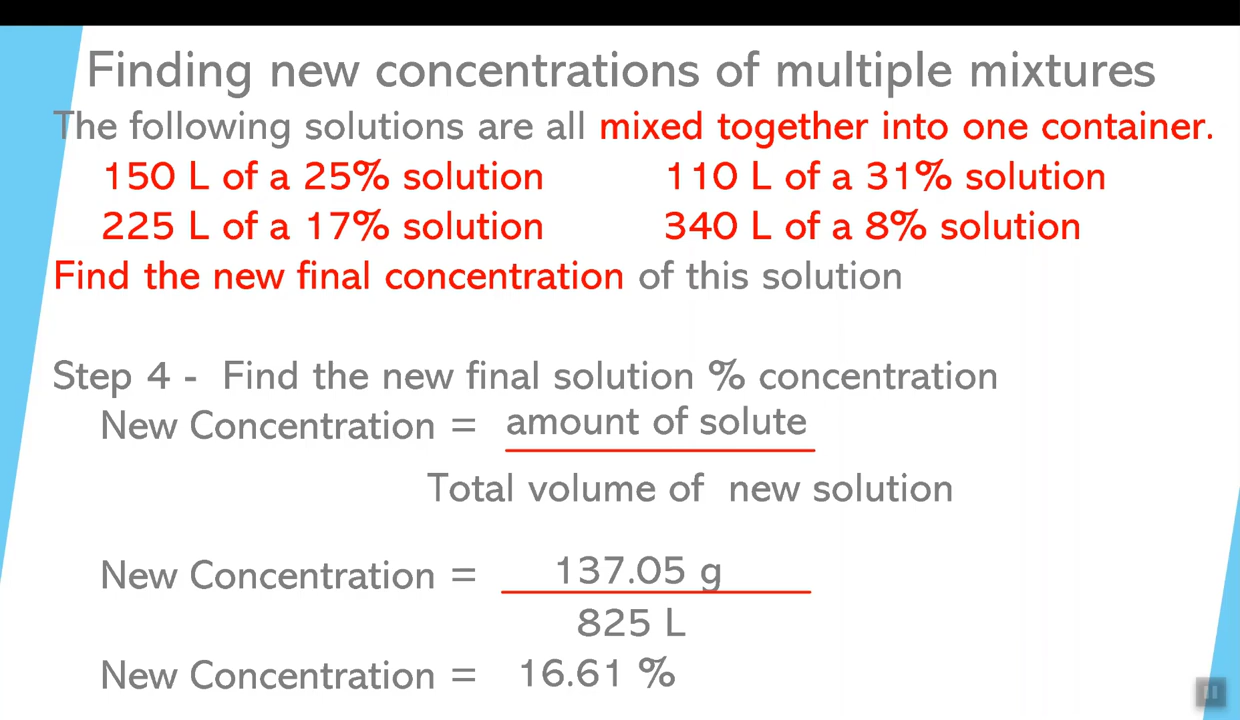 Finding new concentrations of multiple mixtures
The following solutions are all mixed together into one container.
150 L of a 25% solution 110 L of a 31% solution
225 L of a 17% solution 340 L of a 8% solution
Find the new final concentration of this solution
Step 4 - Find the new final solution % concentration
New Concentration = amount of solute
Total volume of new solution
New Concentration = 137.05 g
825 L
New Concentration = 16.61 %